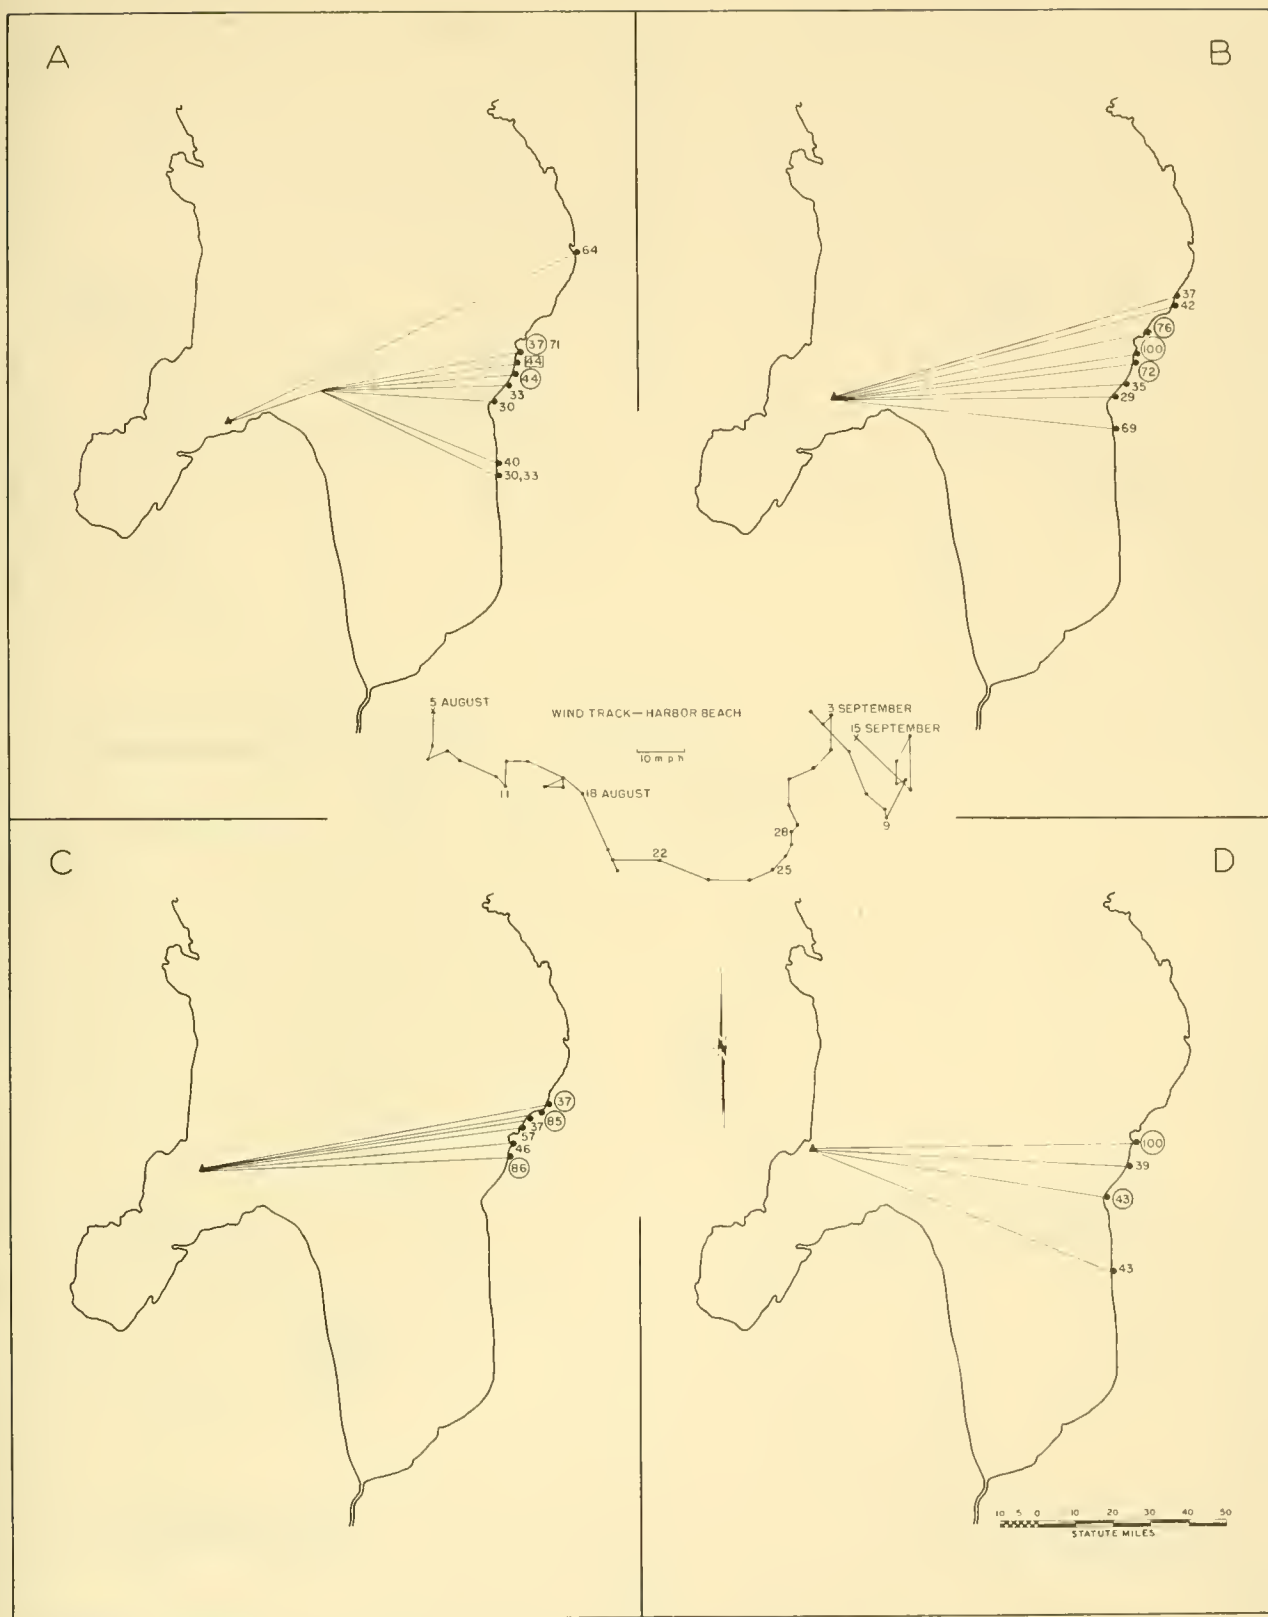 A
B
64
37 71
44
44
33
30
40
30,33
37
42
76
100
72
35
29
69
5 AUGUST
WIND TRACK—HARBOR BEACH
3 SEPTEMBER
15 SEPTEMBER
10 mph
11
18 AUGUST
9
28
22
25
C
D
37
85
37
57
46
86
100
39
43
43
10 5 0 10 20 30 40 50
STATUTE MILES